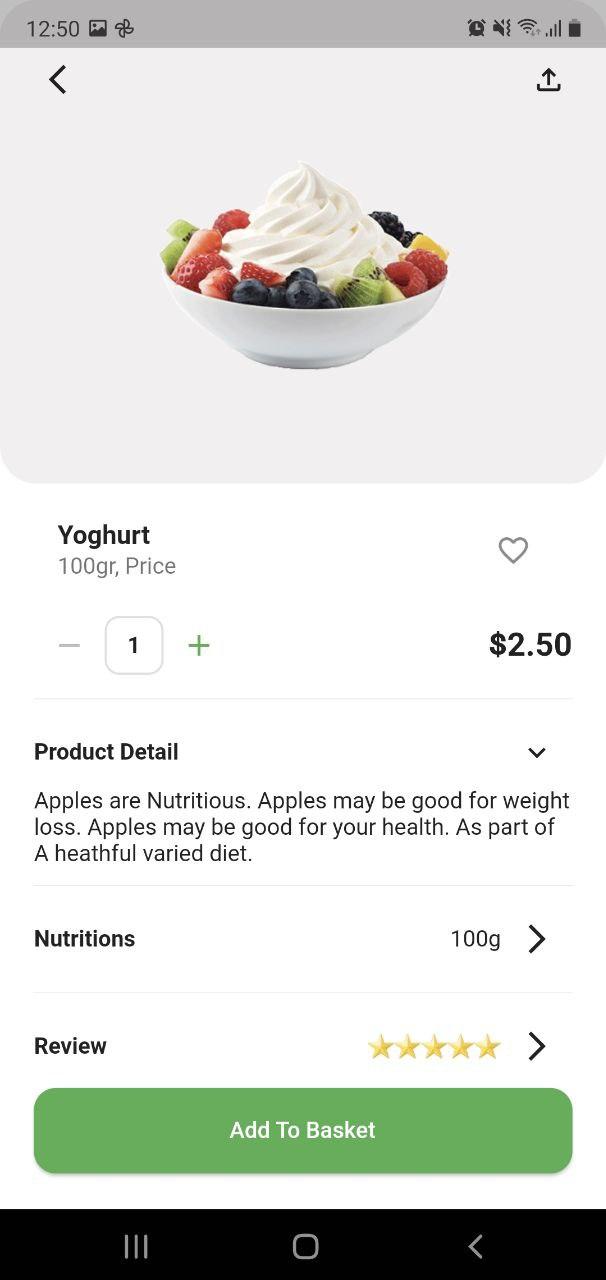 12:50
Yoghurt
100gr, Price
1
$2.50
Product Detail
Apples are Nutritious. Apples may be good for weight
loss. Apples may be good for your health. As part of
A heathful varied diet.
Nutritions 100g
Review
Add To Basket